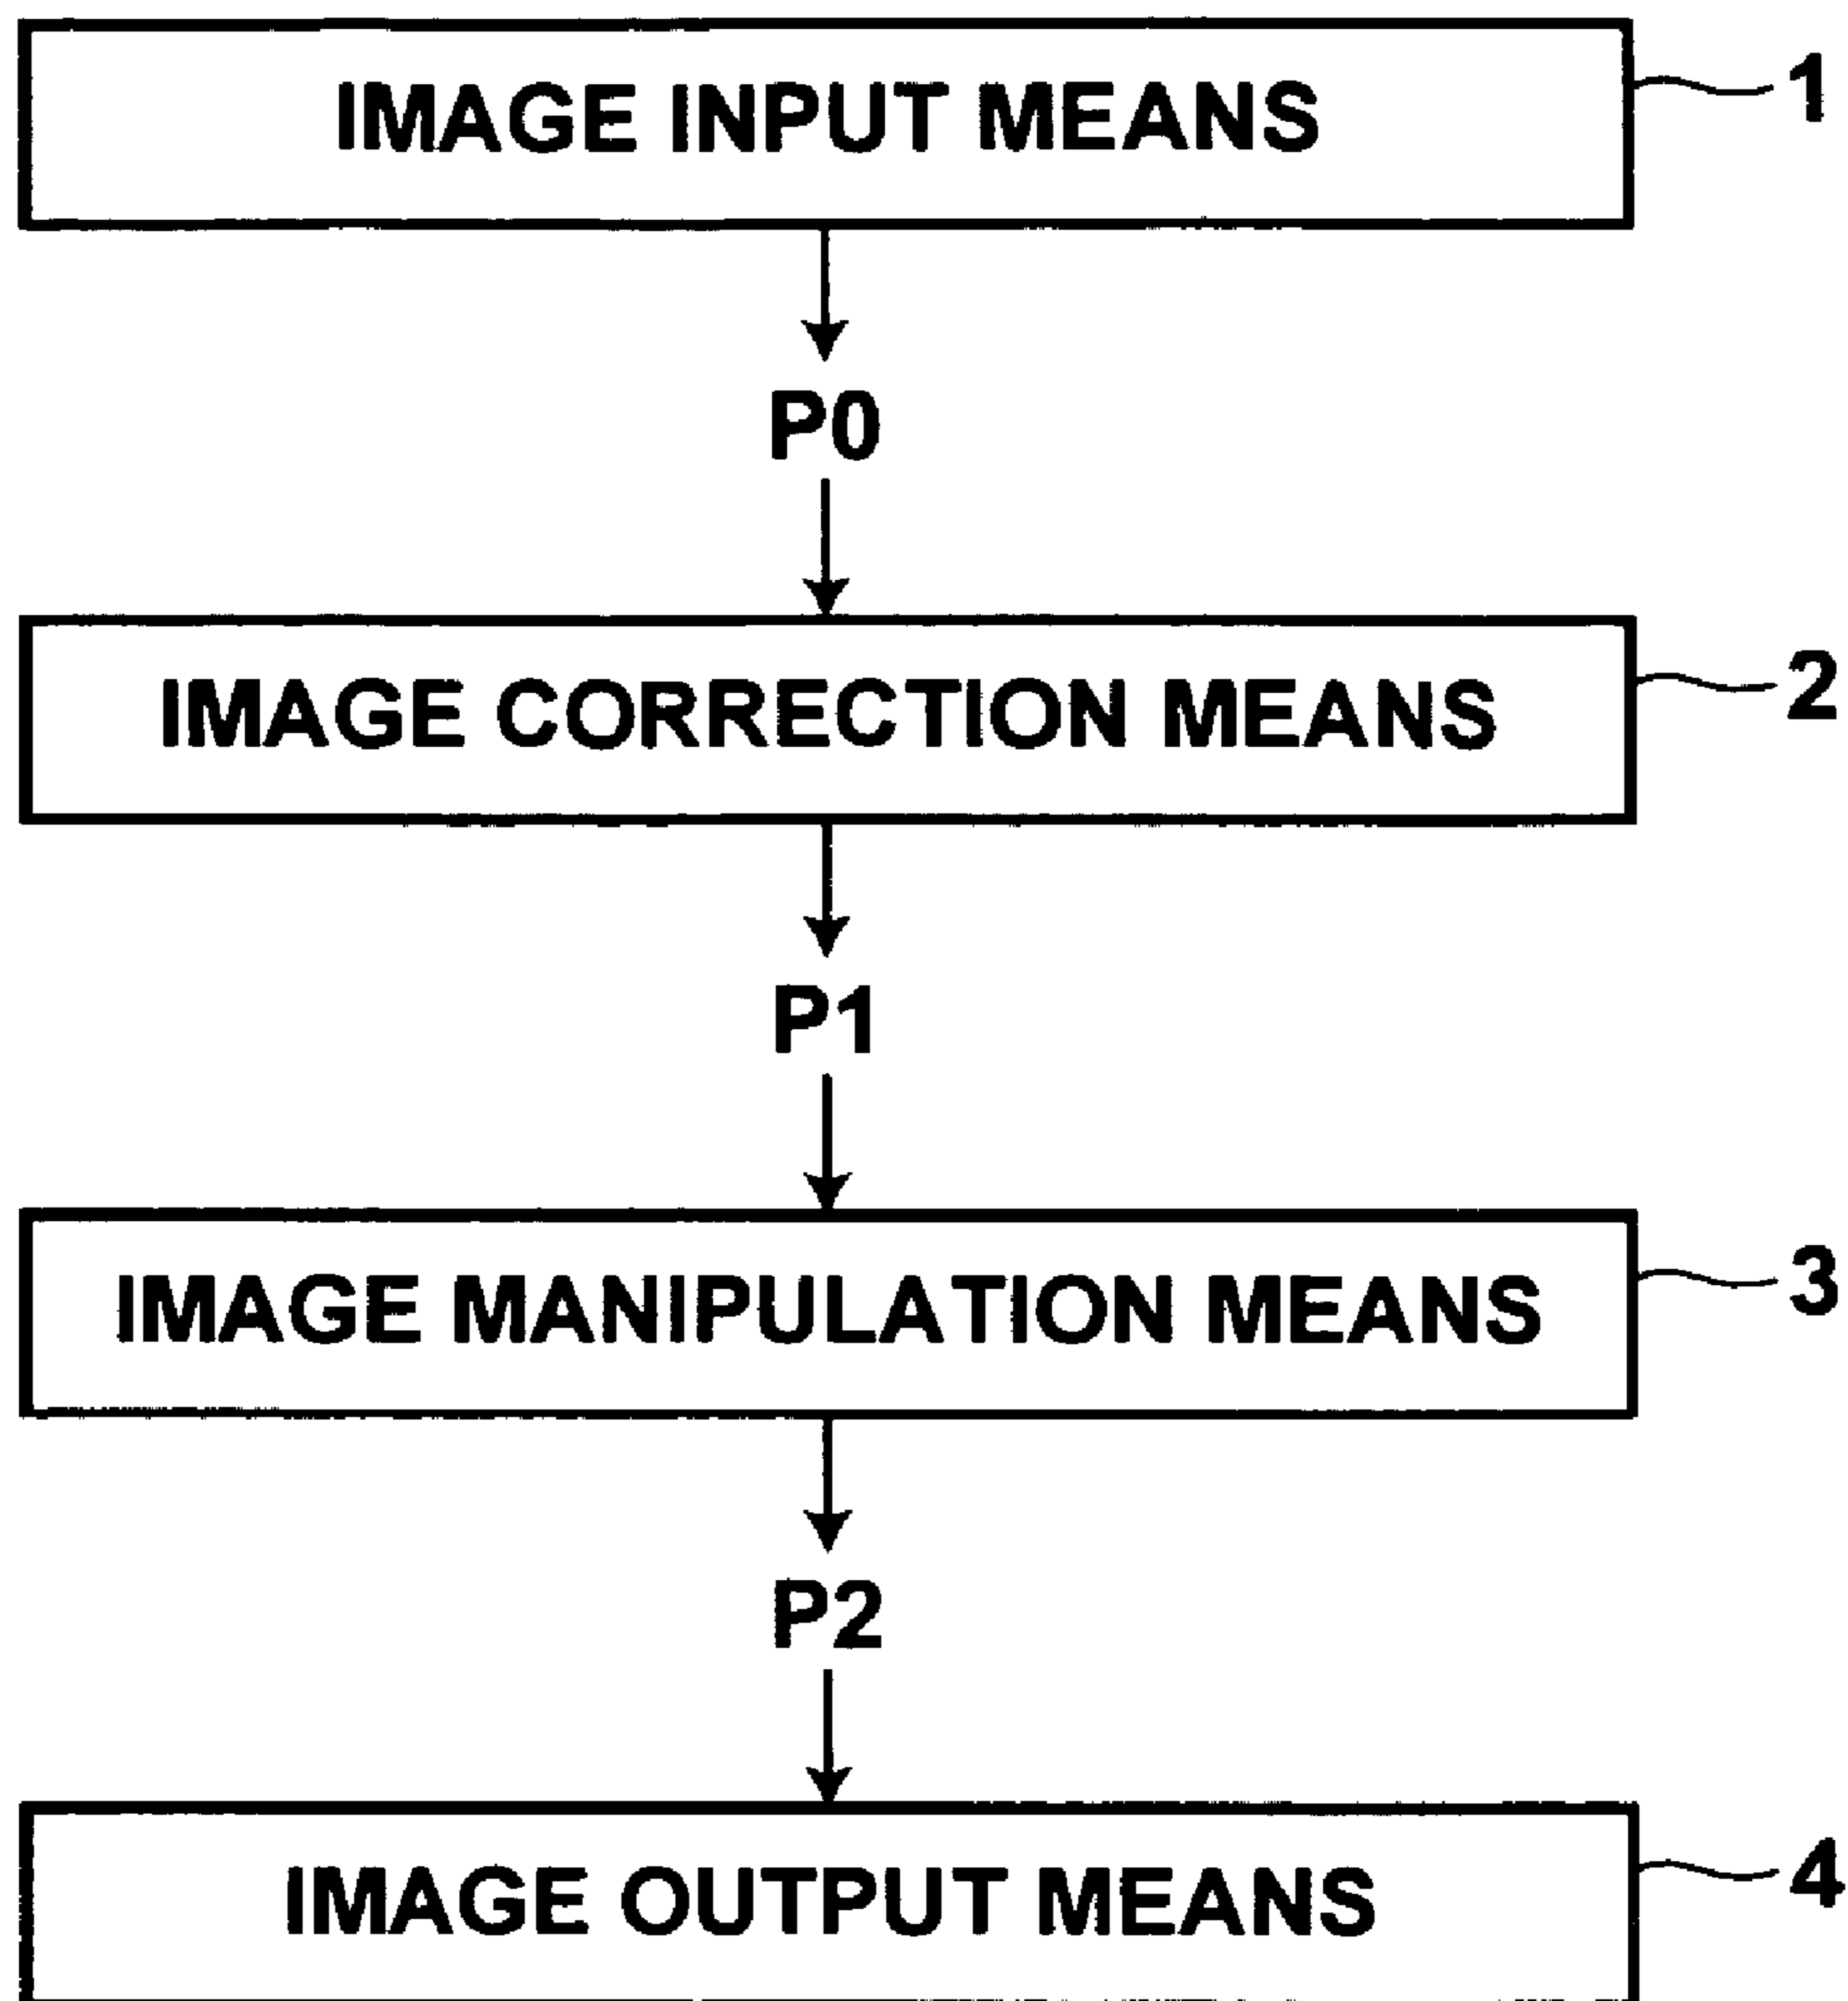 IMAGE INPUT MEANS 1
P0
IMAGE CORRECTION MEANS 2
P1
IMAGE MANIPULATION MEANS 3
P2
IMAGE OUTPUT MEANS 4